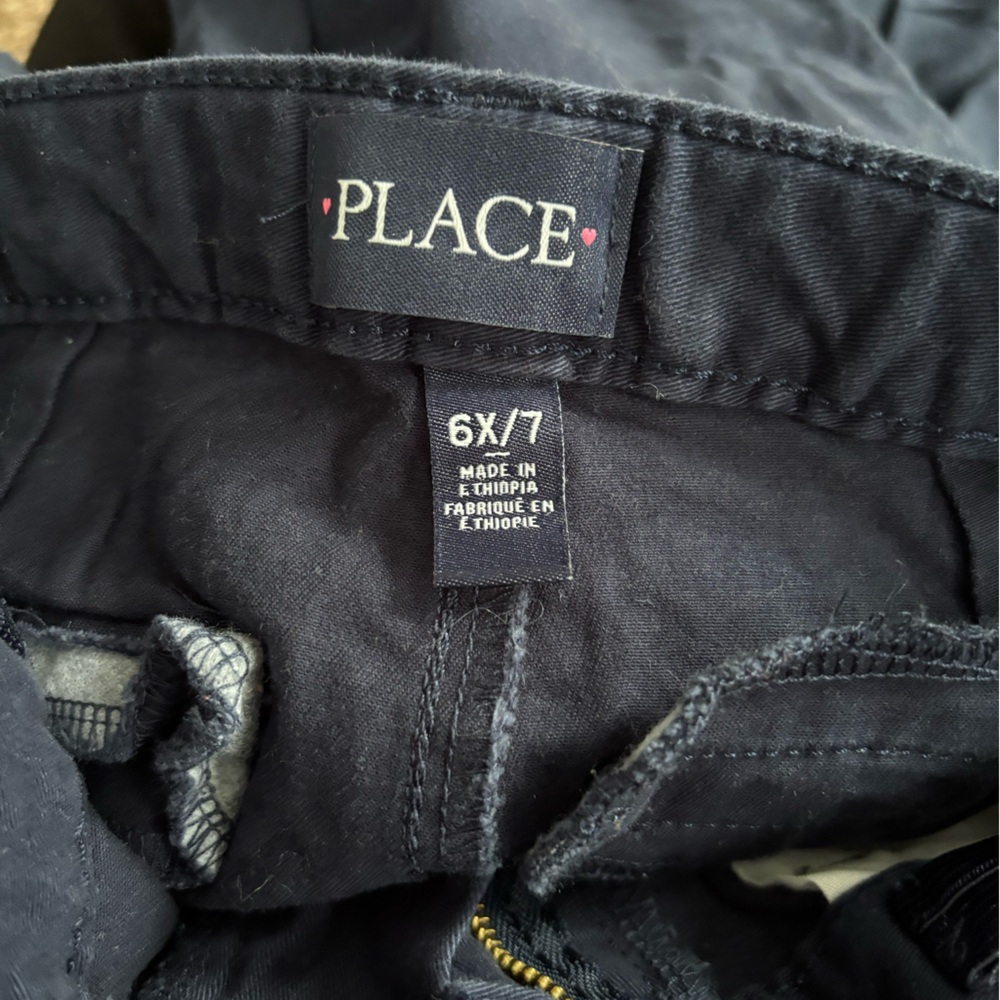 PLACE
6X/7
MADE IN
ETHIOPIA
FABRIQUÉ EN
ÉTHIOPIE